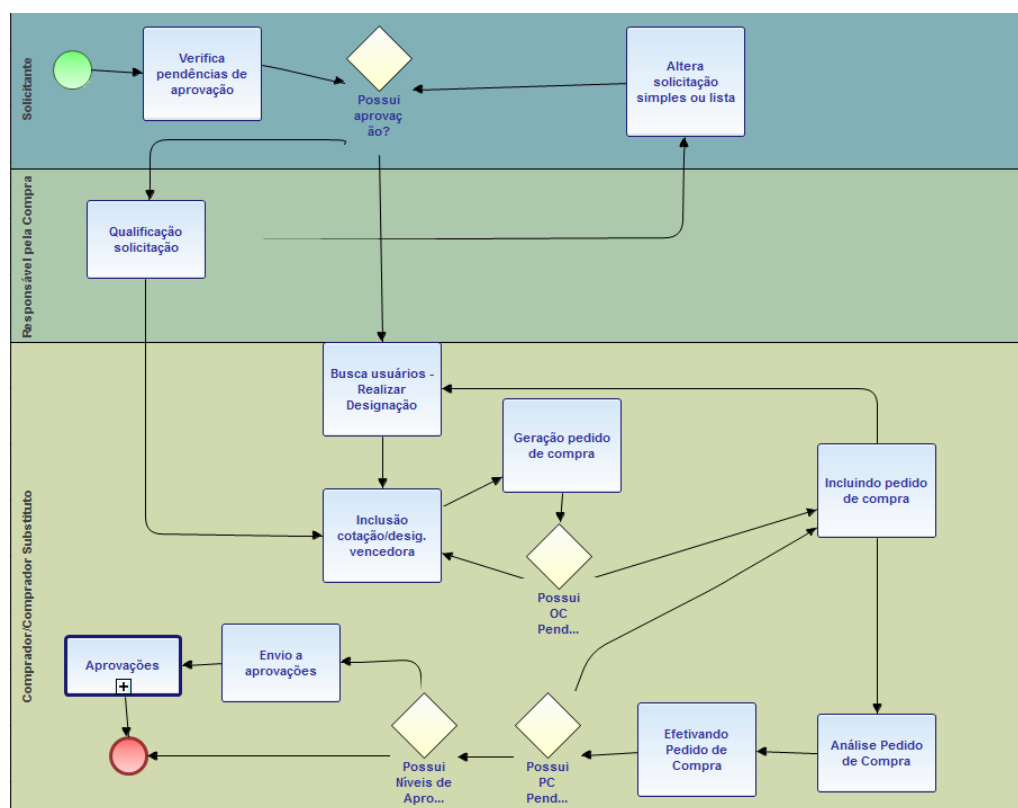 Solicitante
Verifica
pendências de
aprovação
Possui
aprovaç
ão?
Altera
solicitação
simples ou lista
Responsável pela Compra
Qualificação
solicitação
Comprador/Comprador Substituto
Busca usuários -
Realizar
Designação
Geração pedido
de compra
Incluindo pedido
de compra
Inclusão
cotação/desig.
vencedora
Possui
OC
Pend...
Aprovações
Envio a
aprovações
Possui
Níveis de
Apro...
Possui
PC
Pend...
Efetivando
Pedido de
Compra
Análise Pedido
de Compra